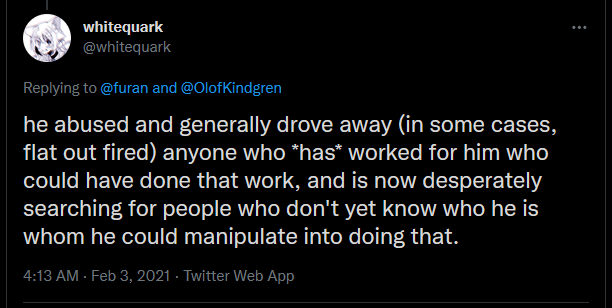 whitequark
@whitequark
Replying to @furan and @OlofKindgren
he abused and generally drove away (in some cases,
flat out fired) anyone who *has* worked for him who
could have done that work, and is now desperately
searching for people who don't yet know who he is
whom he could manipulate into doing that.
4:13 AM · Feb 3, 2021 · Twitter Web App